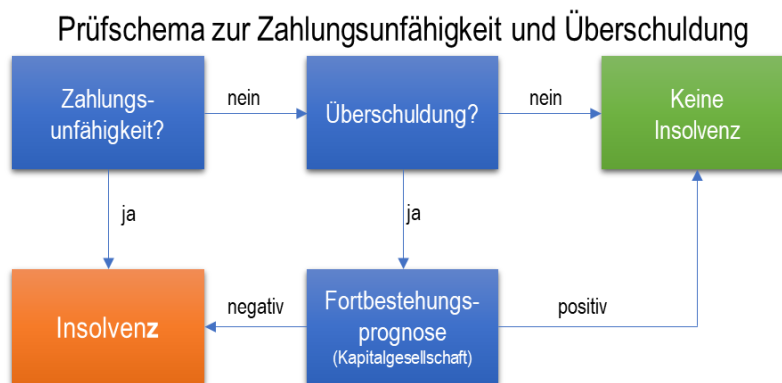 Prüfschema zur Zahlungsunfähigkeit und Überschuldung
Zahlungs-
unfähigkeit?
nein
Überschuldung?
nein
Keine
Insolvenz
ja
ja
Insolvenz
negativ
Fortbestehungs-
prognose
(Kapitalgesellschaft)
positiv